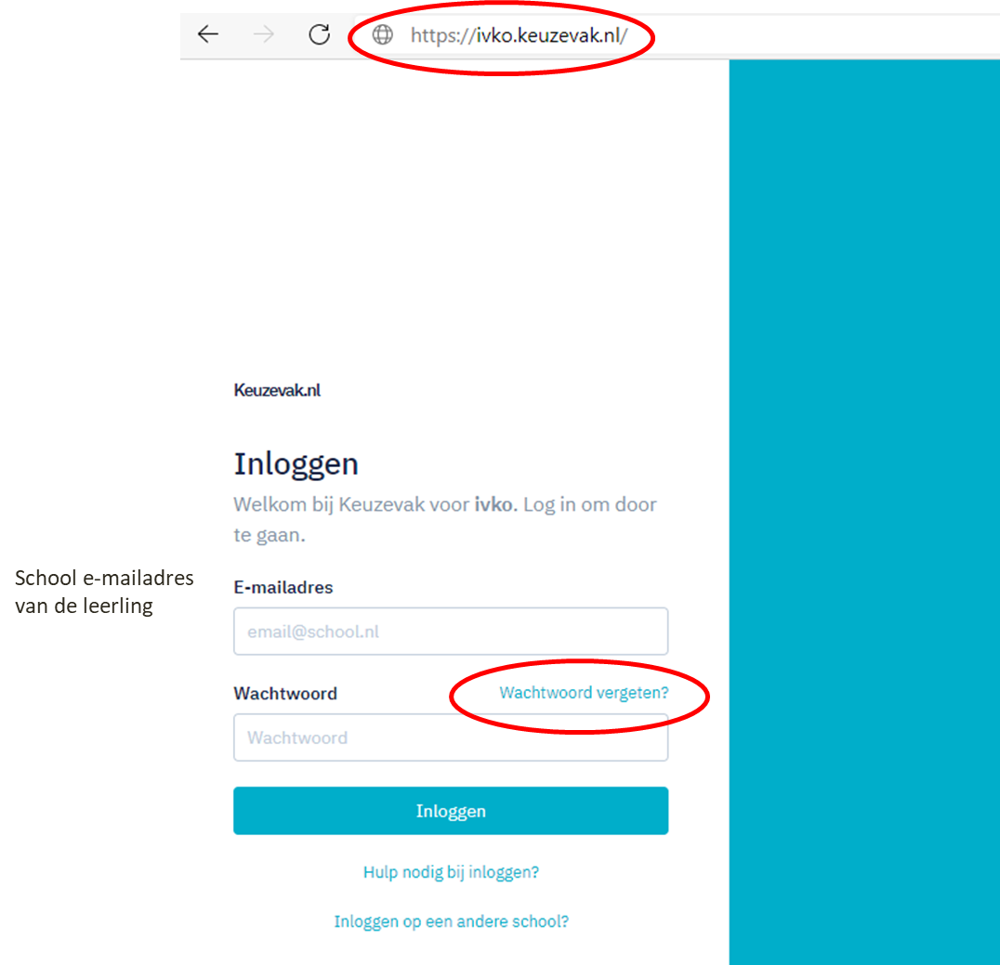 https://ivko.keuzevak.nl/
Keuzevak.nl
Inloggen
Welkom bij Keuzevak voor ivko. Log in om door
te gaan.
School e-mailadres
van de leerling
E-mailadres
email@school.nl
Wachtwoord
Wachtwoord vergeten?
Wachtwoord
Inloggen
Hulp nodig bij inloggen?
Inloggen op een andere school?